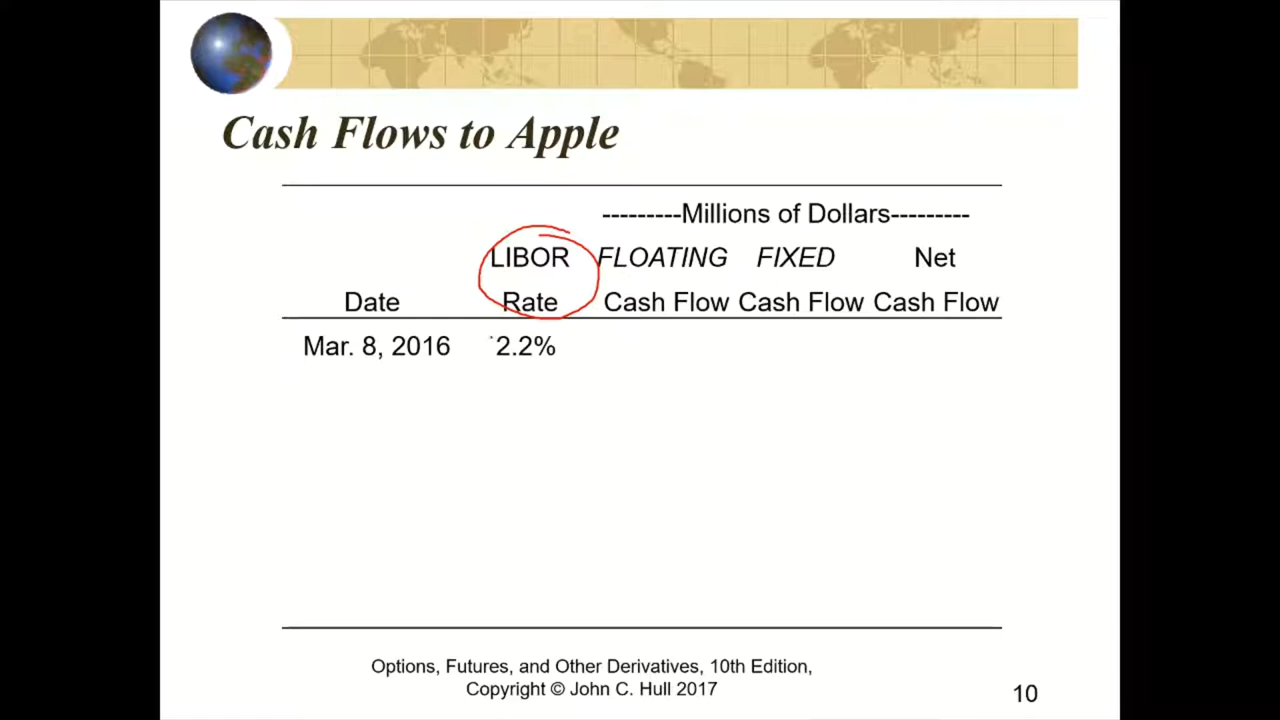 Cash Flows to Apple
---------Millions of Dollars---------
LIBOR FLOATING FIXED Net
Date Rate Cash Flow Cash Flow Cash Flow
Mar. 8, 2016 2.2%
Options, Futures, and Other Derivatives, 10th Edition,
Copyright © John C. Hull 2017
10